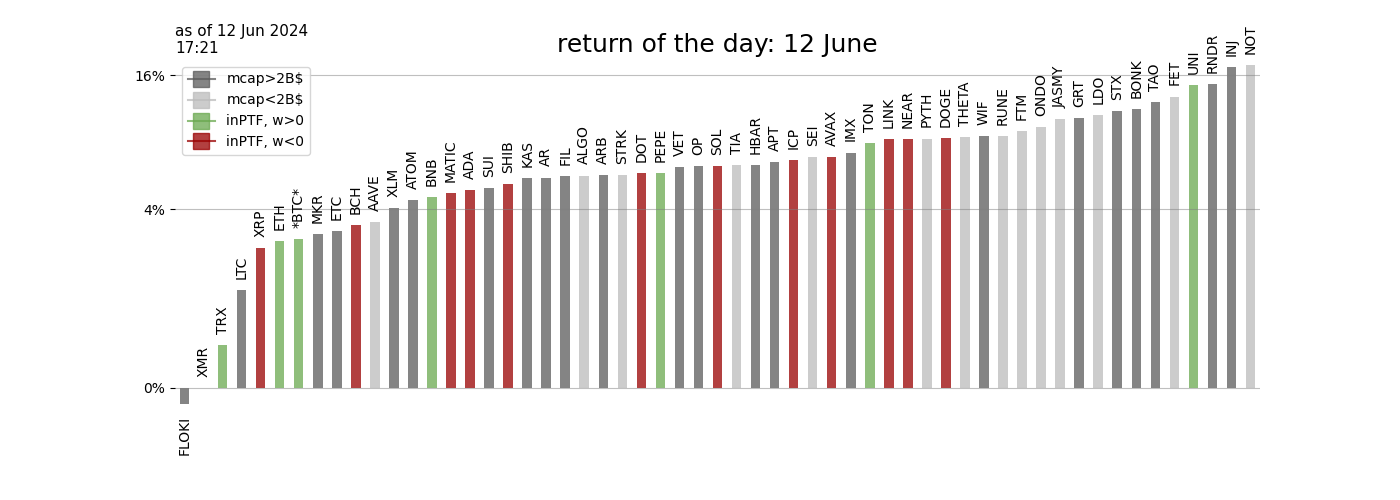 as of 12 Jun 2024
17:21
return of the day: 12 June
mcap>2B$
mcap<2B$
inPTF, w>0
inPTF, w<0
16%
4%
0%
FLOKI
XMR
TRX
LTC
XRP
ETH
*BTC*
MKR
ETC
BCH
AAVE
XLM
ATOM
BNB
MATIC
ADA
SUI
SHIB
KAS
AR
FIL
ALGO
ARB
STRK
DOT
PEPE
VET
OP
SOL
TIA
HBAR
APT
ICP
SEI
AVAX
IMX
TON
LINK
NEAR
PYTH
DOGE
THETA
WIF
RUNE
FTM
ONDO
JASMY
GRT
LDO
STX
BONK
TAO
FET
UNI
RNDR
INJ
NOT